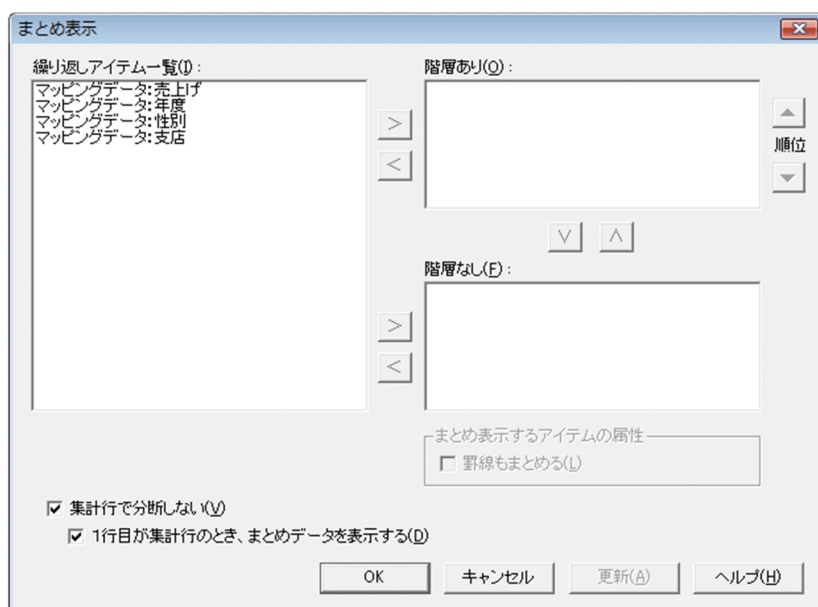 まとめ表示
繰り返しアイテム一覧(I):
マッピングデータ:売上げ
マッピングデータ:年度
マッピングデータ:性別
マッピングデータ:支店
>
<
階層あり(O):
順位
∨ ∧
階層なし(F):
>
<
まとめ表示するアイテムの属性
罫線もまとめる(L)
集計行で分断しない(V)
1行目が集計行のとき、まとめデータを表示する(D)
OK キャンセル 更新(A) ヘルプ(H)